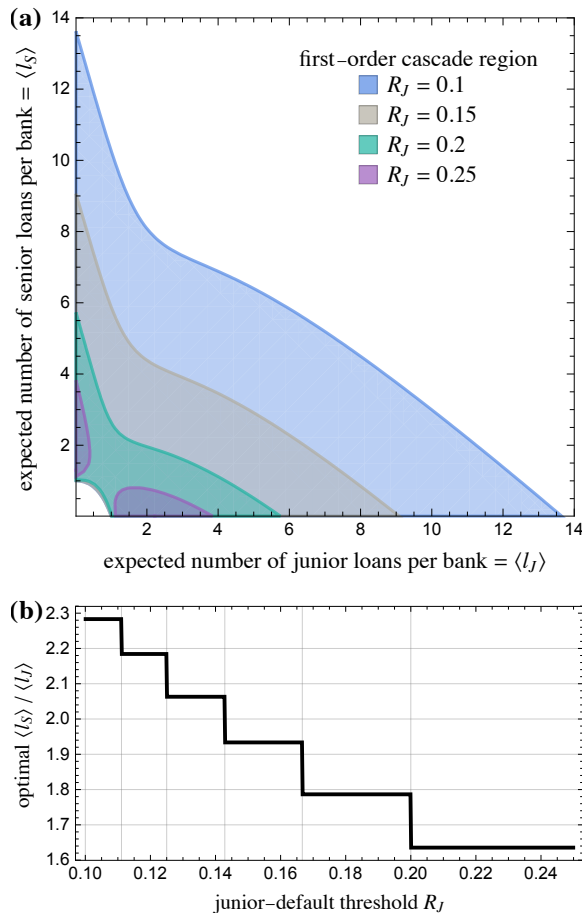 (a)
14
12
10
8
6
4
2
2
4
6
8
10
12
14
expected number of senior loans per bank = ⟨l_S⟩
first–order cascade region
R_J = 0.1
R_J = 0.15
R_J = 0.2
R_J = 0.25
expected number of junior loans per bank = ⟨l_J⟩
(b)
2.3
2.2
2.1
2.0
1.9
1.8
1.7
1.6
optimal ⟨l_S⟩ / ⟨l_J⟩
0.10
0.12
0.14
0.16
0.18
0.20
0.22
0.24
junior–default threshold R_J